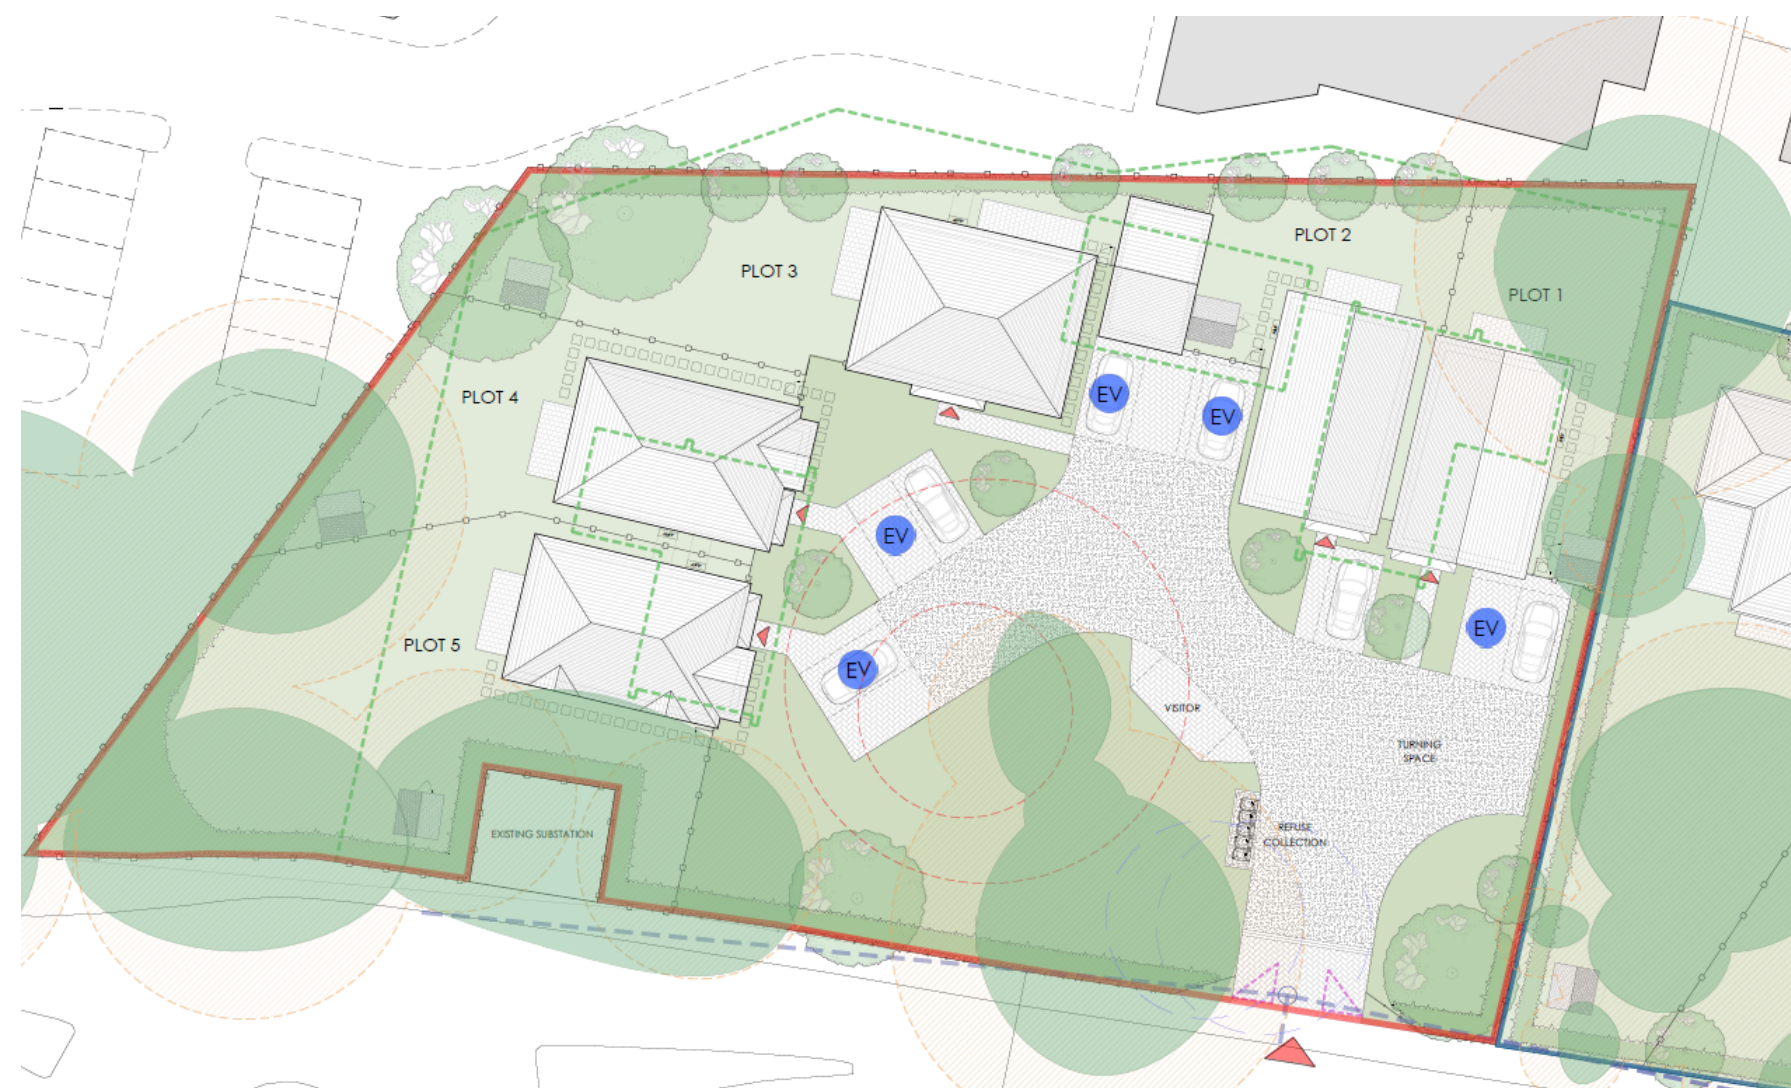 PLOT 2
PLOT 3
PLOT 1
PLOT 4
EV
EV
EV
EV
PLOT 5
EV
VISITOR
TURNING
SPACE
EXISTING SUBSTATION
REFUSE
COLLECTION